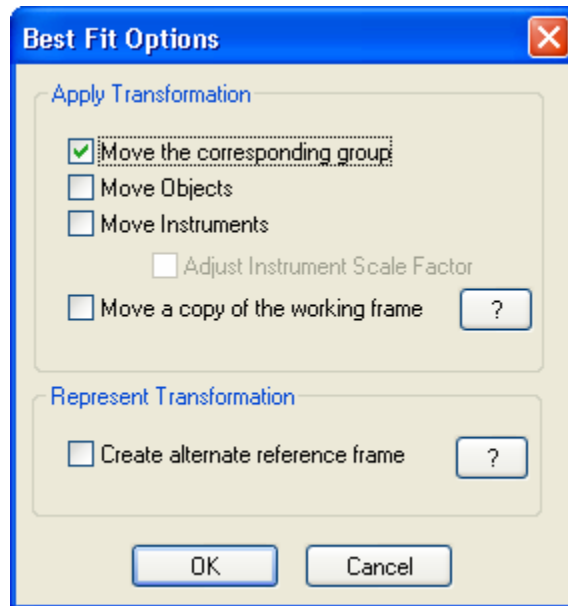 Best Fit Options
Apply Transformation
Move the corresponding group
Move Objects
Move Instruments
Adjust Instrument Scale Factor
Move a copy of the working frame ?
Represent Transformation
Create alternate reference frame ?
OK Cancel